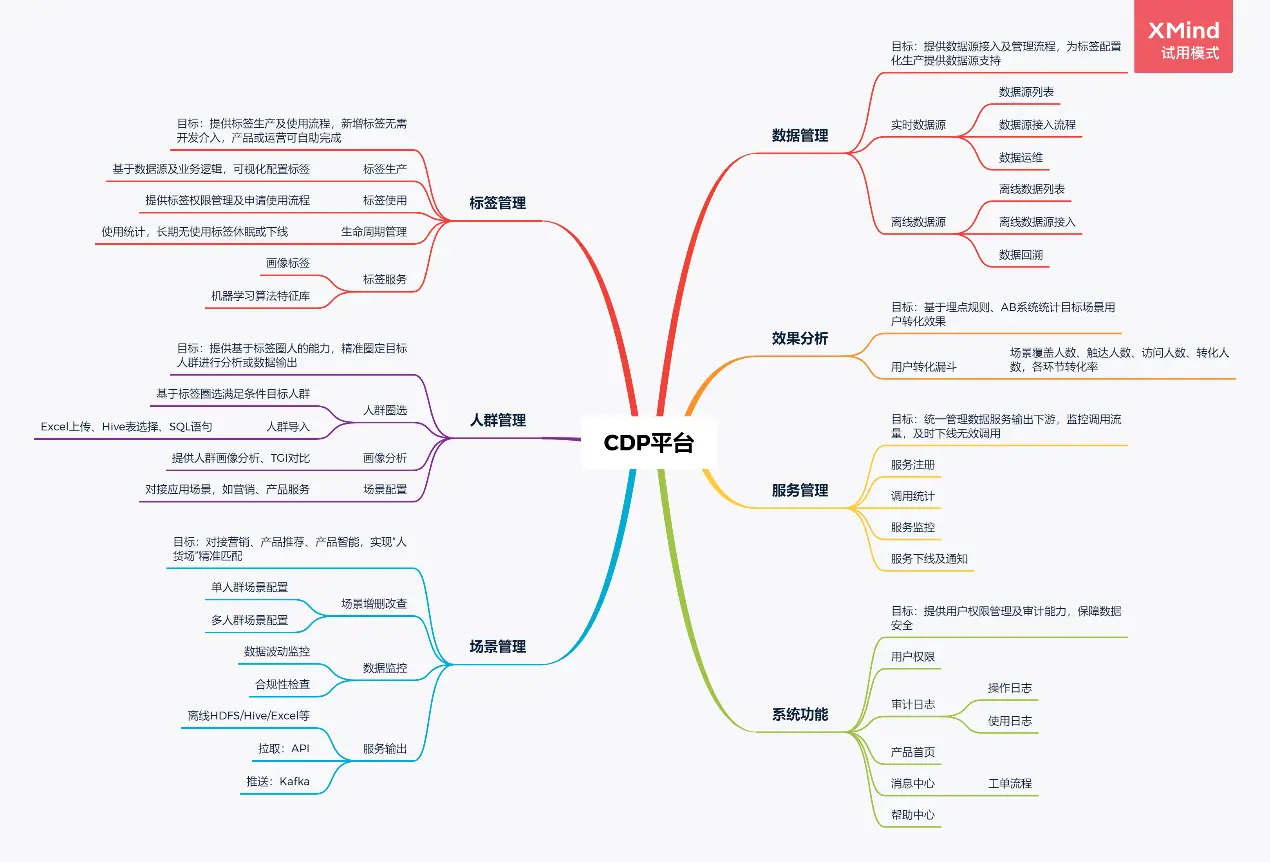 XMind
试用模式
CDP平台
数据管理
目标：提供数据源接入及管理流程，为标签配置
化生产提供数据源支持
实时数据源
数据源列表
数据源接入流程
数据运维
离线数据源
离线数据列表
离线数据源接入
数据回溯
效果分析
目标：基于埋点规则、AB系统统计目标场景用
户转化效果
用户转化漏斗
场景覆盖人数、触达人数、访问人数、转化人
数，各环节转化率
服务管理
目标：统一管理数据服务输出下游，监控调用流
量，及时下线无效调用
服务注册
调用统计
服务监控
服务下线及通知
系统功能
目标：提供用户权限管理及审计能力，保障数据
安全
用户权限
审计日志
操作日志
使用日志
产品首页
消息中心
工单流程
帮助中心
标签管理
目标：提供标签生产及使用流程，新增标签无需
开发介入，产品或运营可自助完成
标签生产
基于数据源及业务逻辑，可视化配置标签
标签使用
提供标签权限管理及申请使用流程
生命周期管理
使用统计，长期无使用标签休眠或下线
标签服务
画像标签
机器学习算法特征库
人群管理
目标：提供基于标签圈人的能力，精准圈定目标
人群进行分析或数据输出
人群圈选
基于标签圈选满足条件目标人群
人群导入
Excel上传、Hive表选择、SQL语句
画像分析
提供人群画像分析、TGI对比
场景配置
对接应用场景，如营销、产品服务
场景管理
目标：对接营销、产品推荐、产品智能，实现“人
货场”精准匹配
场景增删改查
单人群场景配置
多人群场景配置
数据监控
数据波动监控
合规性检查
服务输出
离线HDFS/Hive/Excel等
拉取：API
推送：Kafka